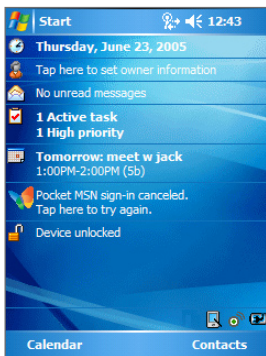 Start 12:43
Thursday, June 23, 2005
Tap here to set owner information
No unread messages
1 Active task
1 High priority
Tomorrow: meet w jack
1:00PM-2:00PM (5b)
Pocket MSN sign-in canceled.
Tap here to try again.
Device unlocked
Calendar Contacts